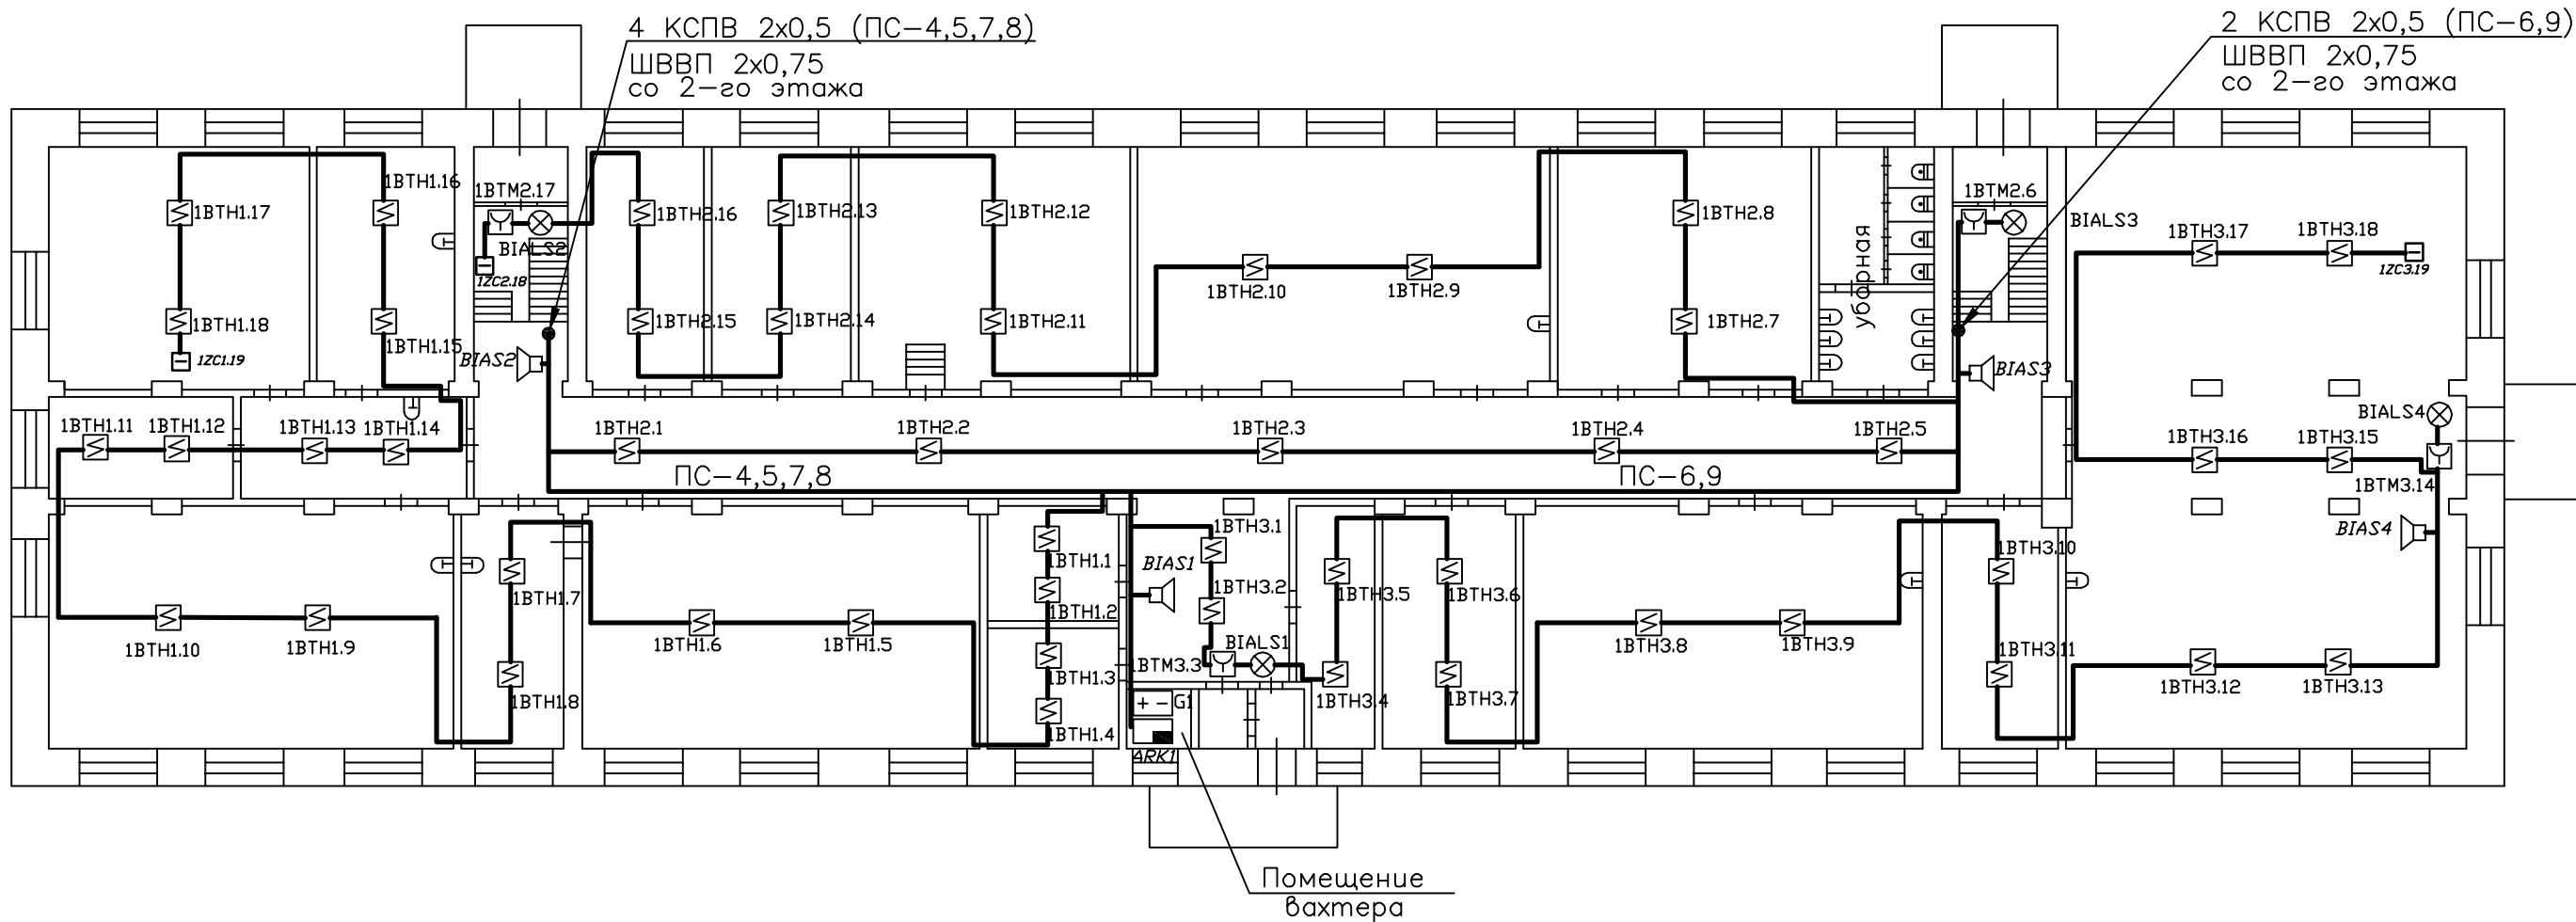 4 КСПВ 2х0,5 (ПС-4,5,7,8)
ШВВП 2х0,75
со 2-го этажа
2 КСПВ 2х0,5 (ПС-6,9)
ШВВП 2х0,75
со 2-го этажа
1BTH1.16
1BTM2.17
1BTM2.6
1BTH1.17
1BTH2.16
1BTH2.13
1BTH2.12
1BTH2.8
BIALS3
BIALS2
1BTH3.17
1BTH3.18
уборная
1ZC2.18
1ZC3.19
1BTH2.10
1BTH2.9
1BTH1.18
1BTH1.15
1BTH2.15
1BTH2.14
1BTH2.11
1BTH2.7
1ZC1.19
BIAS2
BIAS3
BIALS4
1BTH1.11
1BTH1.12
1BTH1.13
1BTH1.14
1BTH2.1
1BTH2.2
1BTH2.3
1BTH2.4
1BTH2.5
1BTH3.16
1BTH3.15
ПС-4,5,7,8
ПС-6,9
1BTM3.14
1BTH3.1
BIAS4
1BTH1.1
BIAS1
1BTH3.10
1BTH1.7
1BTH1.2
1BTH3.2
1BTH3.5
1BTH3.6
1BTH1.10
1BTH1.9
1BTH1.6
1BTH1.5
BIALS1
1BTH3.8
1BTH3.9
1BTH3.11
1BTM3.3
1BTH1.3
1BTH3.12
1BTH3.13
1BTH1.8
G1
1BTH3.4
1BTH3.7
1BTH1.4
ARK1
Помещение
вахтера